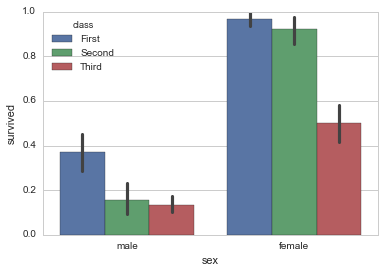 1.0
0.8
0.6
0.4
0.2
0.0
survived
class
First
Second
Third
male
female
sex